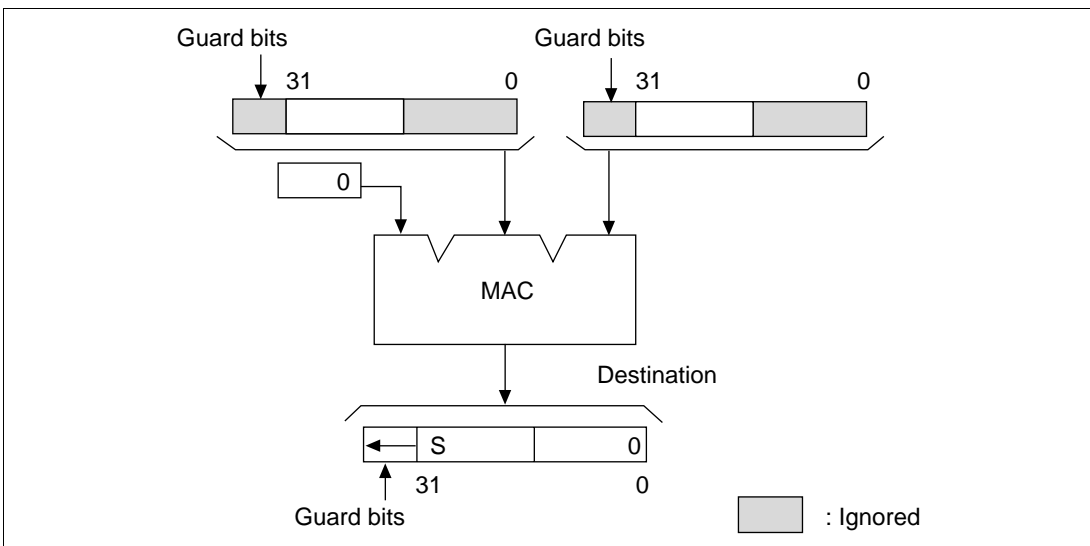 Guard bits Guard bits
31 0 31 0
0
MAC
Destination
S 0
31 0
Guard bits
: Ignored